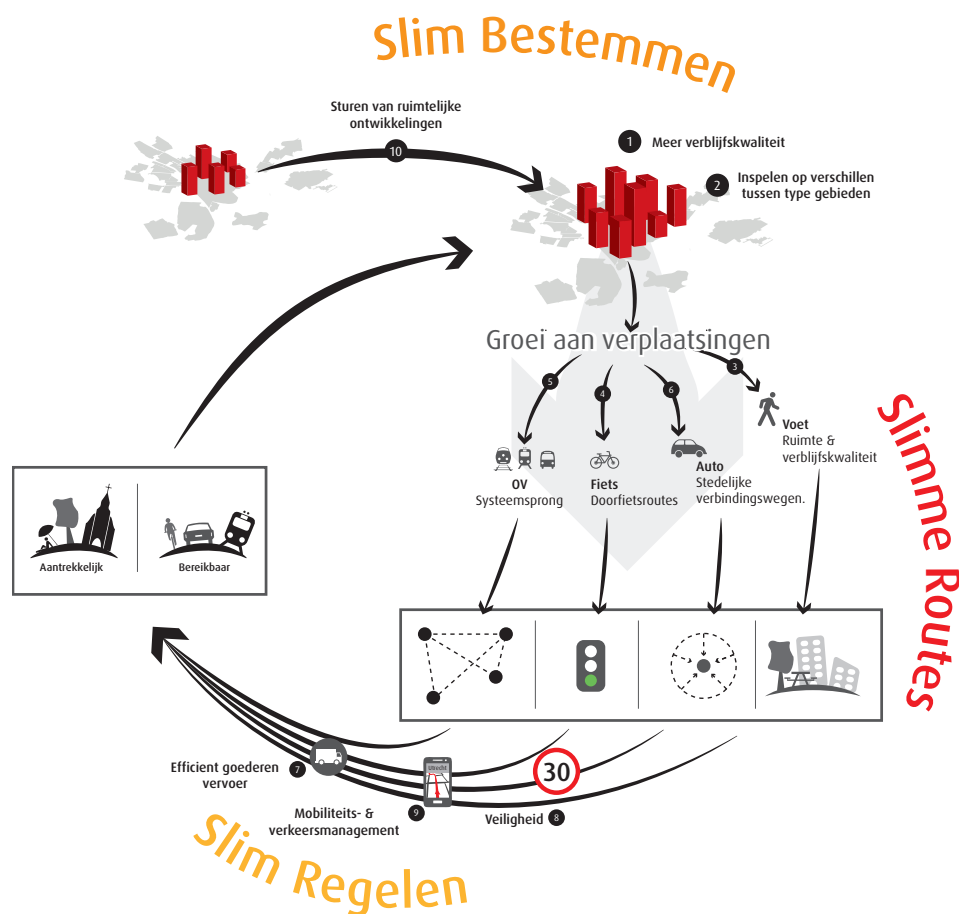 Slim Bestemmen
Sturen van ruimtelijke
ontwikkelingen
10
1 Meer verblijfskwaliteit
2 Inspelen op verschillen
tussen type gebieden
Groei aan verplaatsingen
5
4
6
3
OV
Systeemsprong
Fiets
Doorfietsroutes
Auto
Stedelijke
verbindingswegen.
Voet
Ruimte &
verblijfskwaliteit
Slimme Routes
Aantrekkelijk
Bereikbaar
Efficient goederen
vervoer
7
Utrecht
Mobiliteits- &
verkeersmanagement
9
30
Veiligheid 8
Slim Regelen